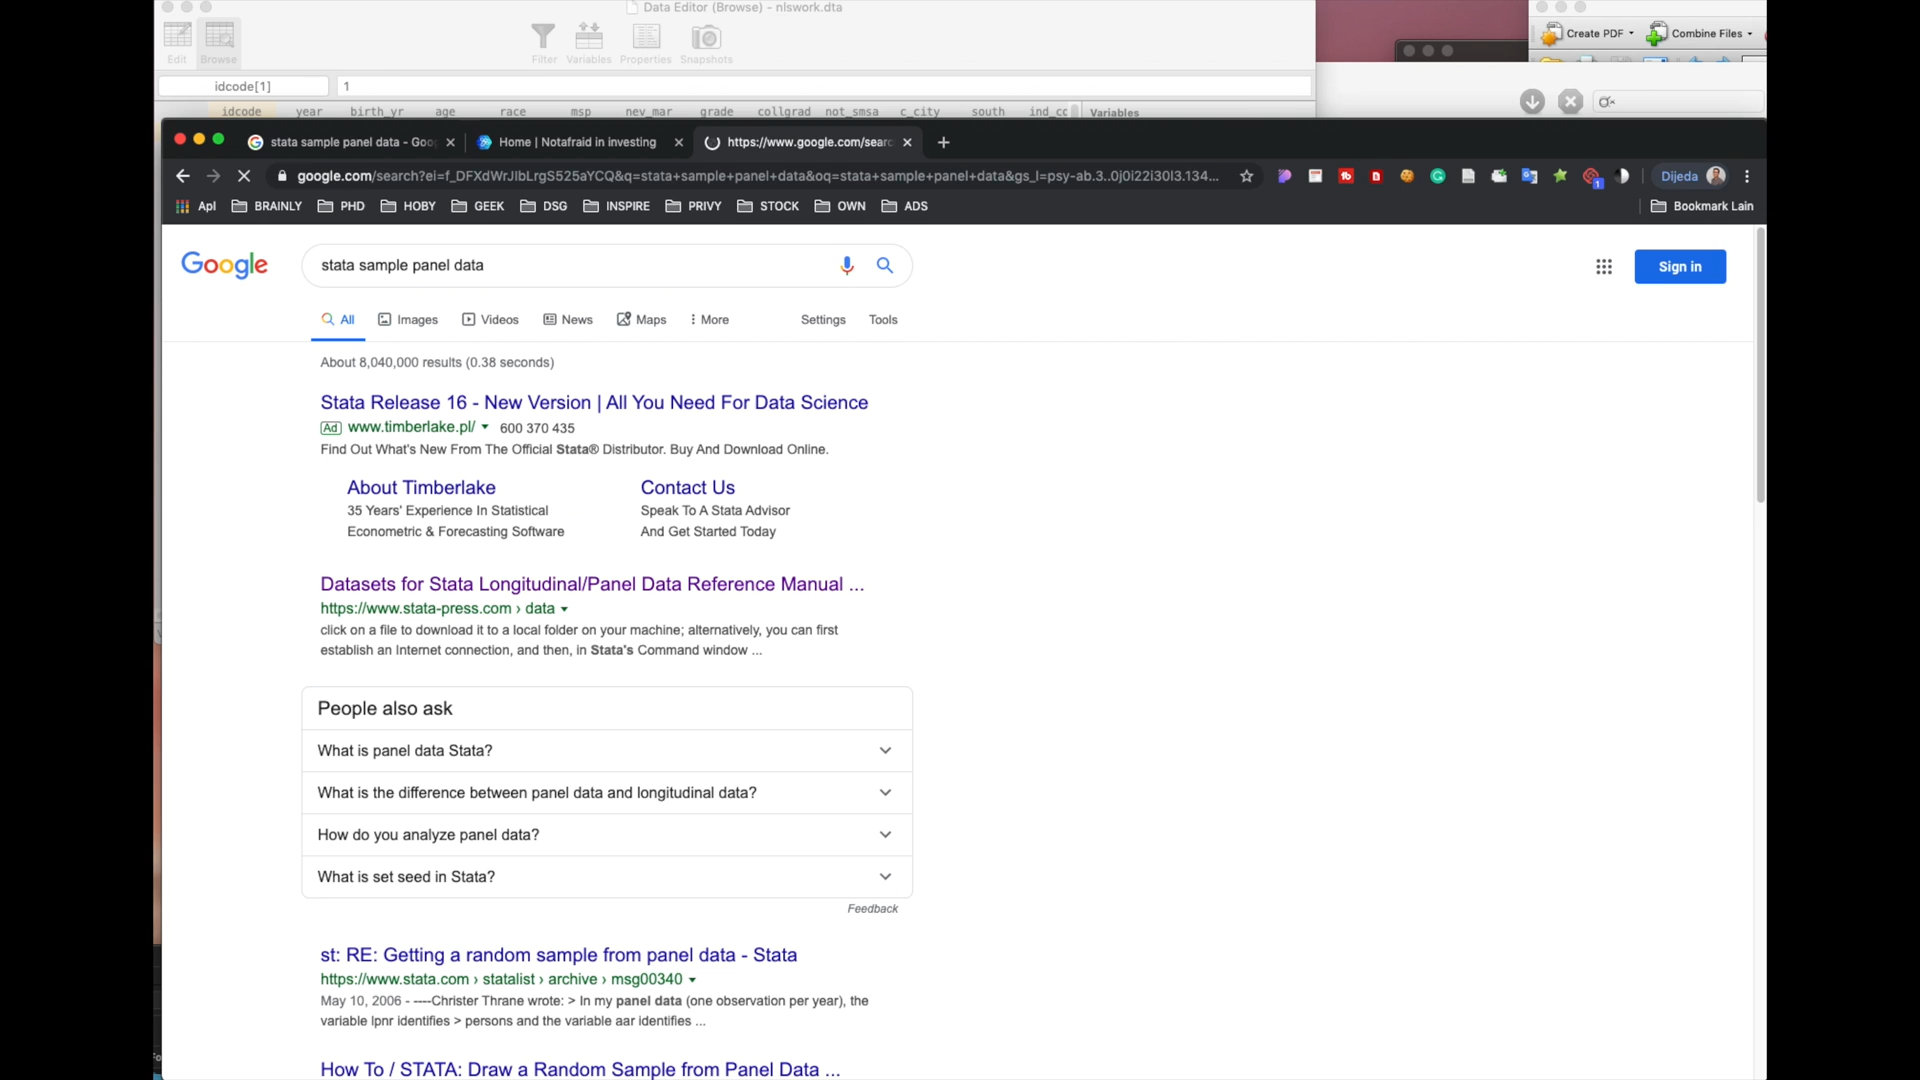 Data Editor (Browse) - nlswork.dta
Edit Browse Filter Variables Properties Snapshots
Create PDF Combine Files
idcode[1] 1
idcode year birth_yr age race msp nev_mar grade collgrad not_smsa c_city south Variables
stata sample panel data - Goo
Home | Notafraid in investing
https://www.google.com/searc
google.com/search?ei=f_DFXdWrJIbLrgS525aYCQ&q=stata+sample+panel+data&oq=stata+sample+panel+data&gs_l=psy-ab.3..0j0i22i30l3.134...
Dijeda
Apl BRAINLY PHD HOBY GEEK DSG INSPIRE PRIVY STOCK OWN ADS Bookmark Lain
Google
stata sample panel data
Sign in
All Images Videos News Maps More Settings Tools
About 8,040,000 results (0.38 seconds)
Stata Release 16 - New Version | All You Need For Data Science
Ad www.timberlake.pl/ 600 370 435
Find Out What's New From The Official Stata® Distributor. Buy And Download Online.
About Timberlake
35 Years' Experience In Statistical
Econometric & Forecasting Software
Contact Us
Speak To A Stata Advisor
And Get Started Today
Datasets for Stata Longitudinal/Panel Data Reference Manual ...
https://www.stata-press.com › data
click on a file to download it to a local folder on your machine; alternatively, you can first
establish an Internet connection, and then, in Stata's Command window ...
People also ask
What is panel data Stata?
What is the difference between panel data and longitudinal data?
How do you analyze panel data?
What is set seed in Stata?
Feedback
st: RE: Getting a random sample from panel data - Stata
https://www.stata.com › statalist › archive › msg00340
May 10, 2006 - ----Christer Thrane wrote: > In my panel data (one observation per year), the
variable lpnr identifies > persons and the variable aar identifies ...
How To / STATA: Draw a Random Sample from Panel Data ...